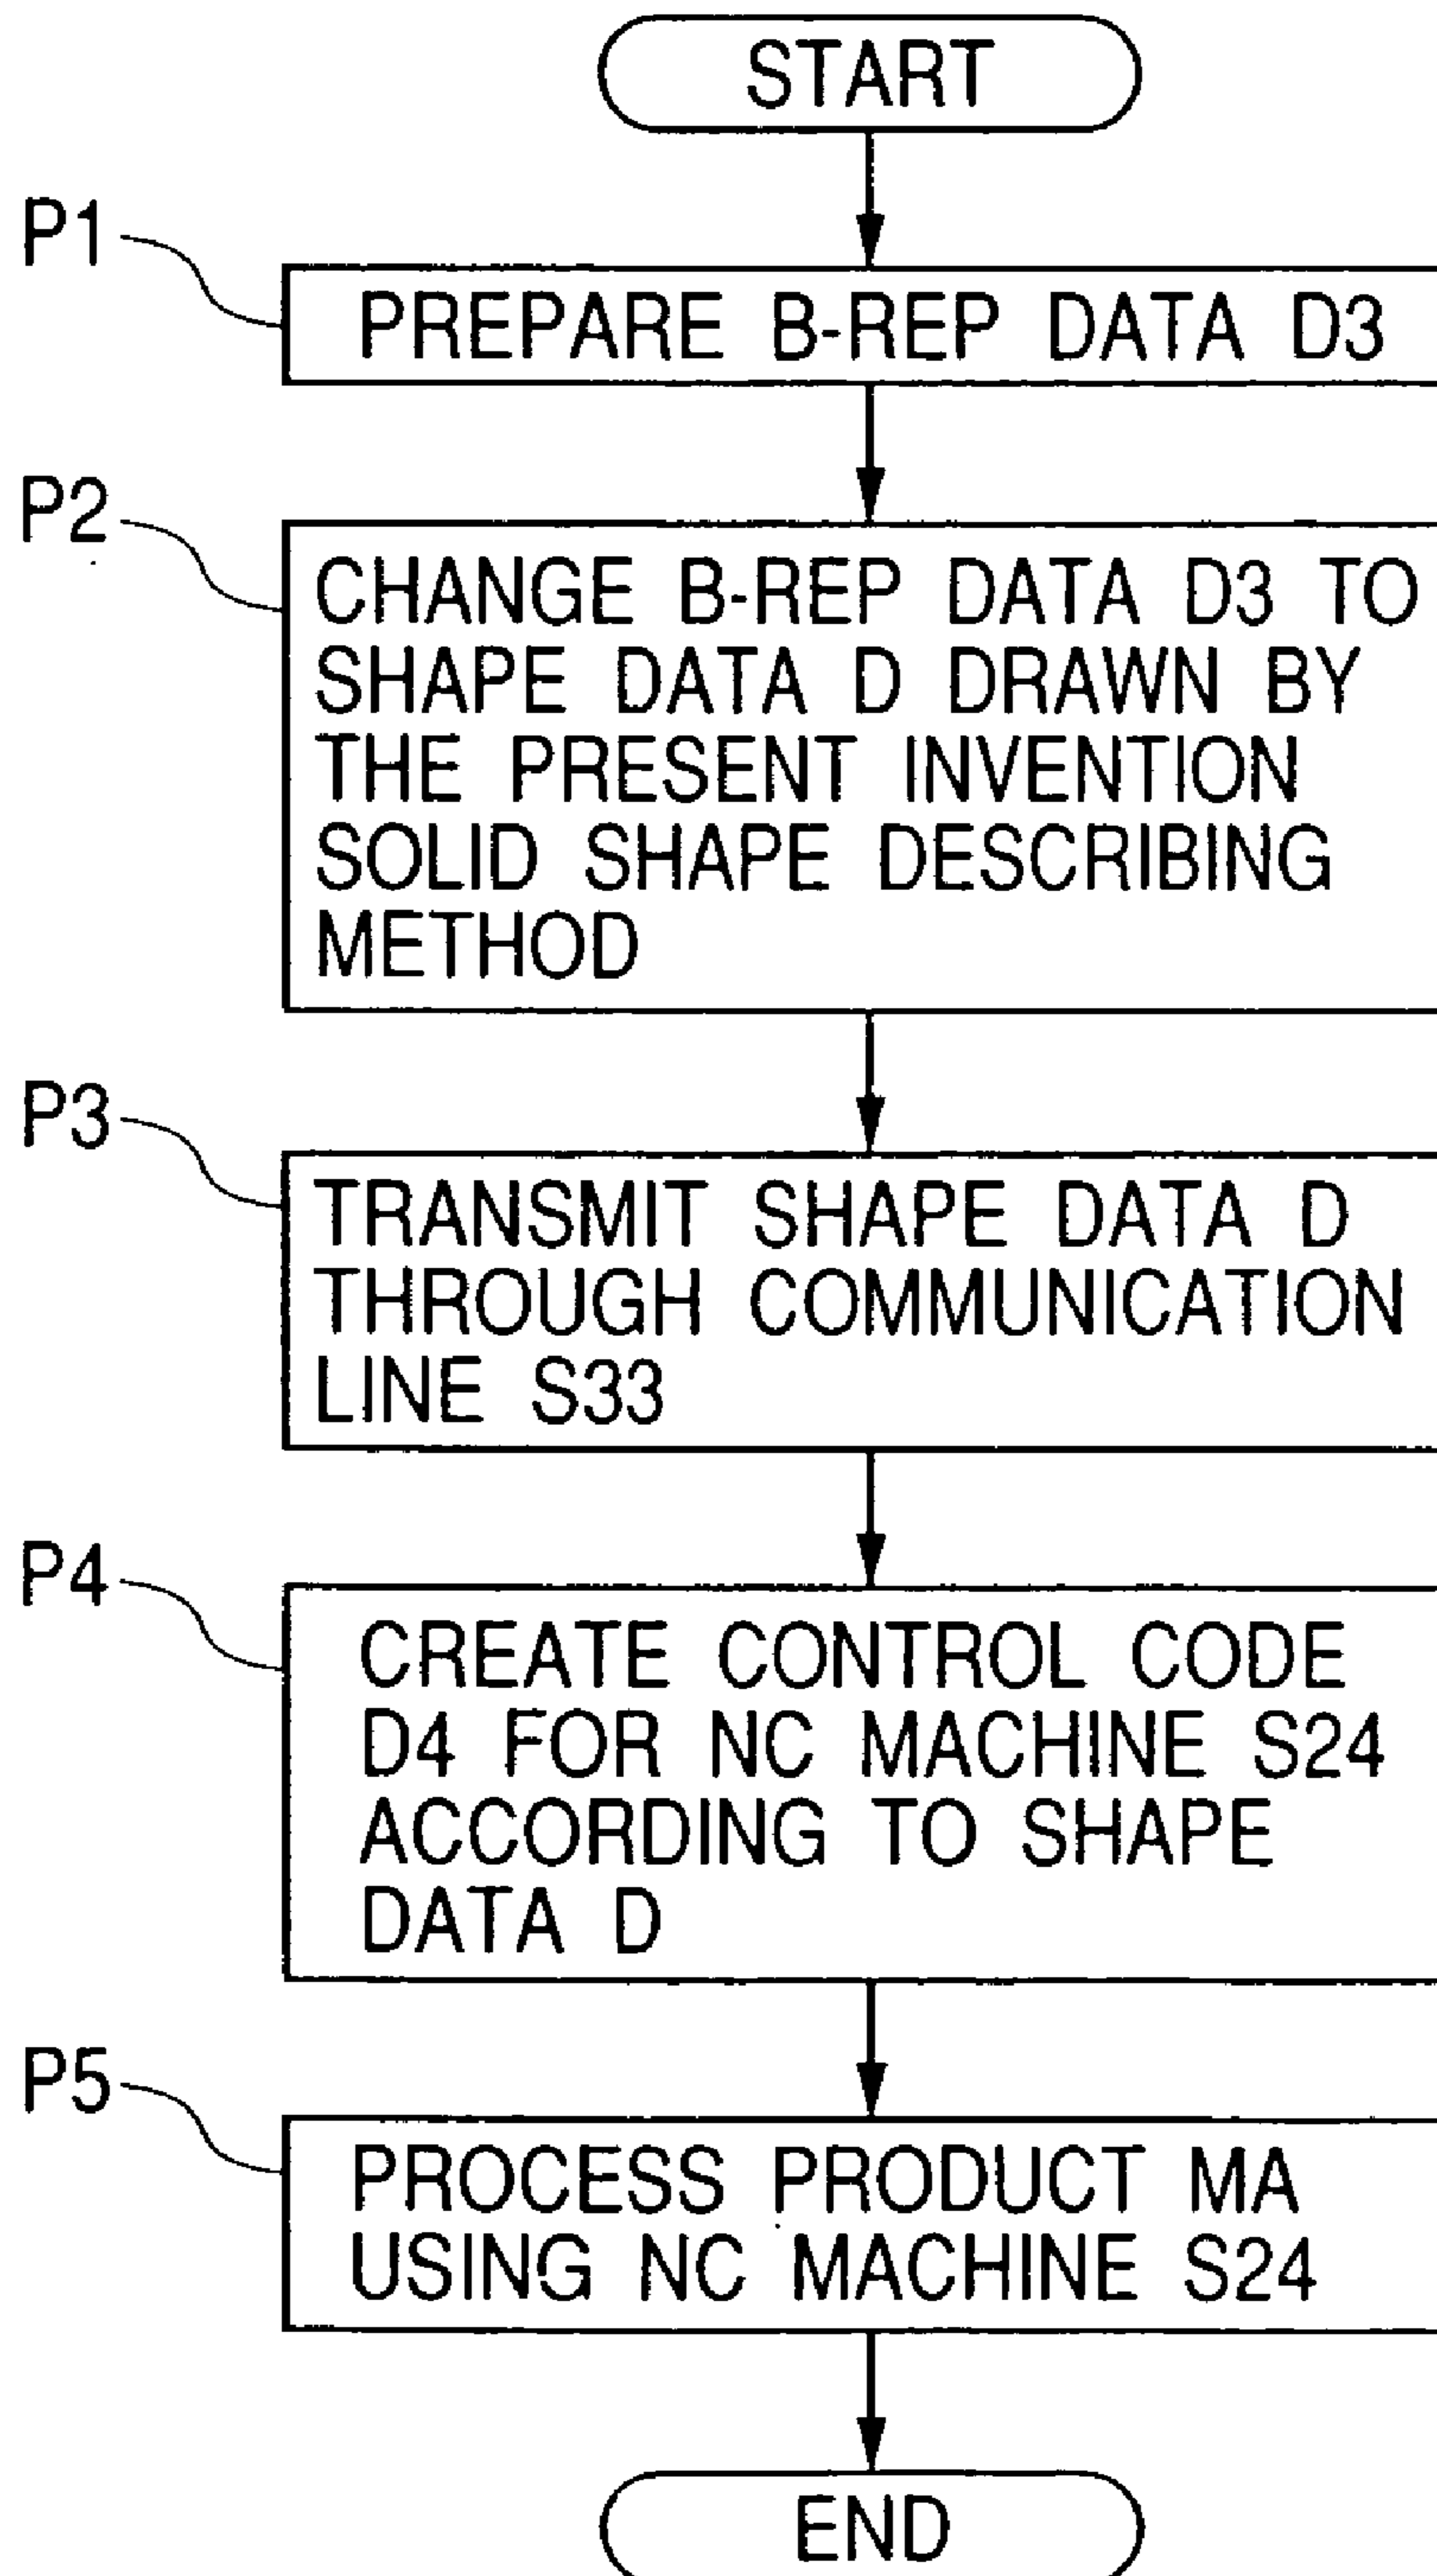 START
P1
PREPARE B-REP DATA D3
P2
CHANGE B-REP DATA D3 TO
SHAPE DATA D DRAWN BY
THE PRESENT INVENTION
SOLID SHAPE DESCRIBING
METHOD
P3
TRANSMIT SHAPE DATA D
THROUGH COMMUNICATION
LINE S33
P4
CREATE CONTROL CODE
D4 FOR NC MACHINE S24
ACCORDING TO SHAPE
DATA D
P5
PROCESS PRODUCT MA
USING NC MACHINE S24
END